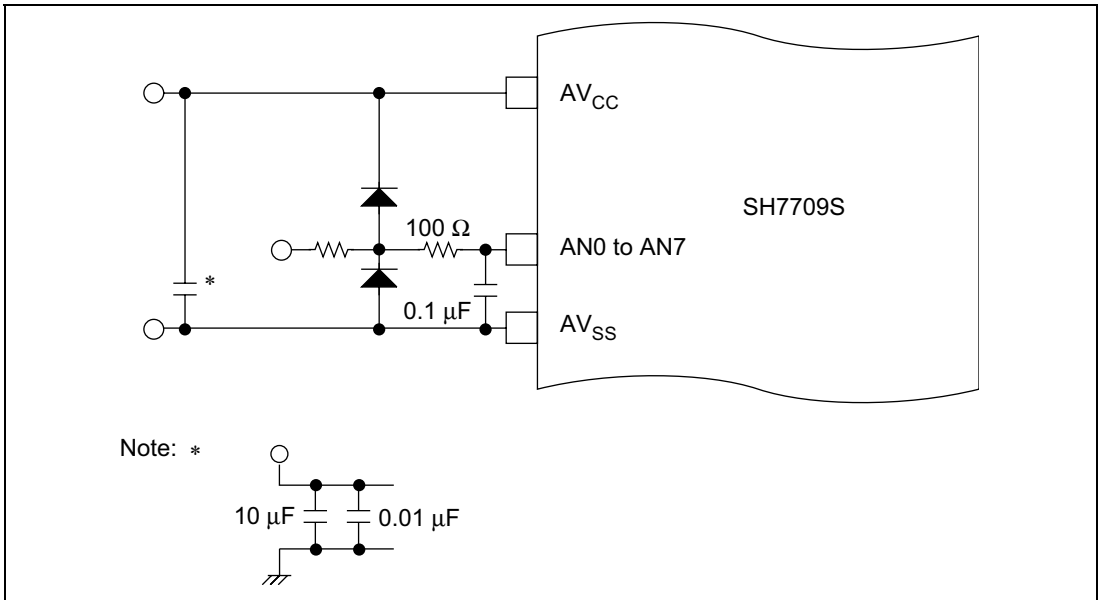 AVCC
SH7709S
100 Ω
AN0 to AN7
*
0.1 μF
AVSS
Note: *
10 μF 0.01 μF